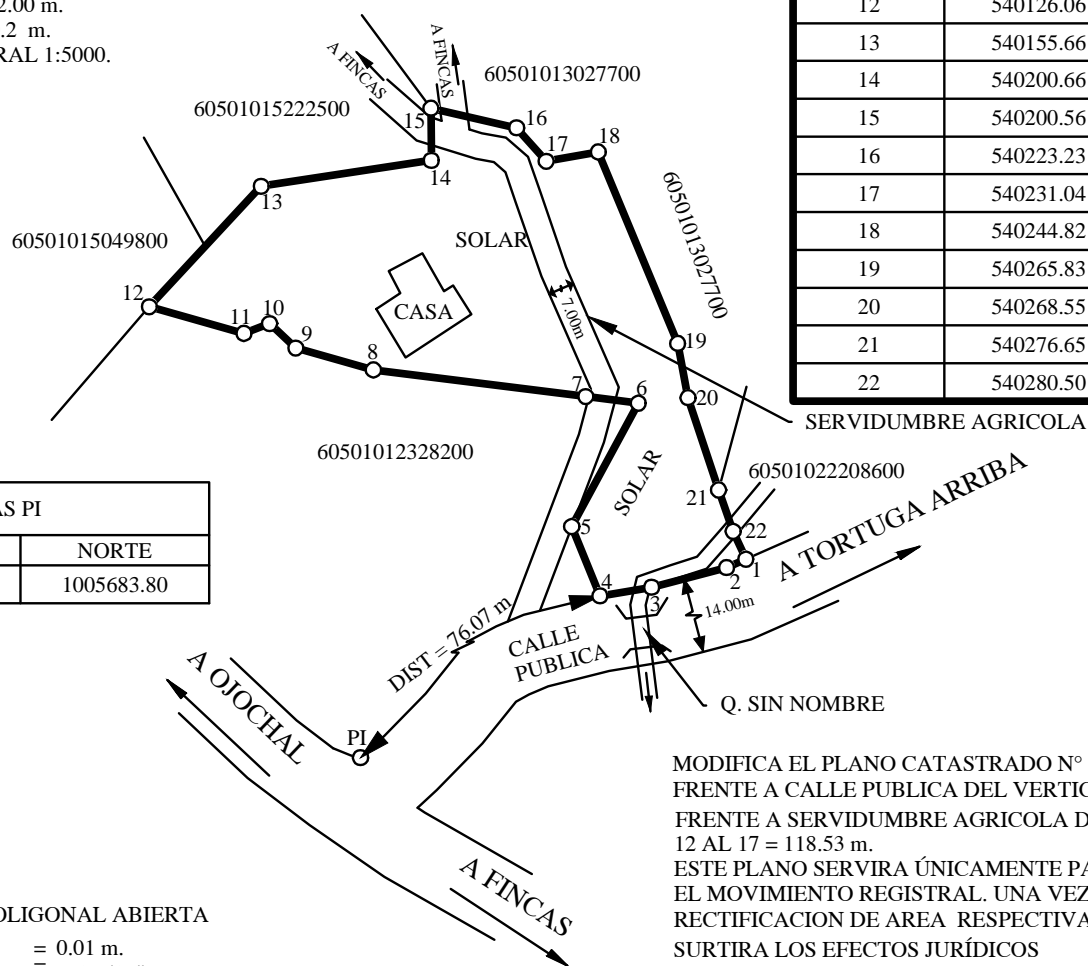 2.00 m.
.2 m.
RAL 1:5000.
12 540126.06
13 540155.66
14 540200.66
15 540200.56
16 540223.23
17 540231.04
18 540244.82
19 540265.83
20 540268.55
21 540276.65
22 540280.50
A FINCAS
A FINCAS
60501013027700
60501015222500
15
16
17
18
14
13
60501013027700
60501015049800
SOLAR
12
11
10
9
CASA
7.00m
8
7
6
19
20
SERVIDUMBRE AGRICOLA
60501012328200
SOLAR
60501022208600
21
22
5
4
3
2
1
A TORTUGA ARRIBA
14.00m
AS PI
NORTE
1005683.80
DIST = 76.07 m
CALLE
PUBLICA
A OJOCHAL
PI
Q. SIN NOMBRE
A FINCAS
MODIFICA EL PLANO CATASTRADO N°
FRENTE A CALLE PUBLICA DEL VERTIC
FRENTE A SERVIDUMBRE AGRICOLA D
12 AL 17 = 118.53 m.
ESTE PLANO SERVIRA ÚNICAMENTE PA
EL MOVIMIENTO REGISTRAL. UNA VEZ
RECTIFICACION DE AREA RESPECTIVA
SURTIRA LOS EFECTOS JURÍDICOS
OLIGONAL ABIERTA
= 0.01 m.